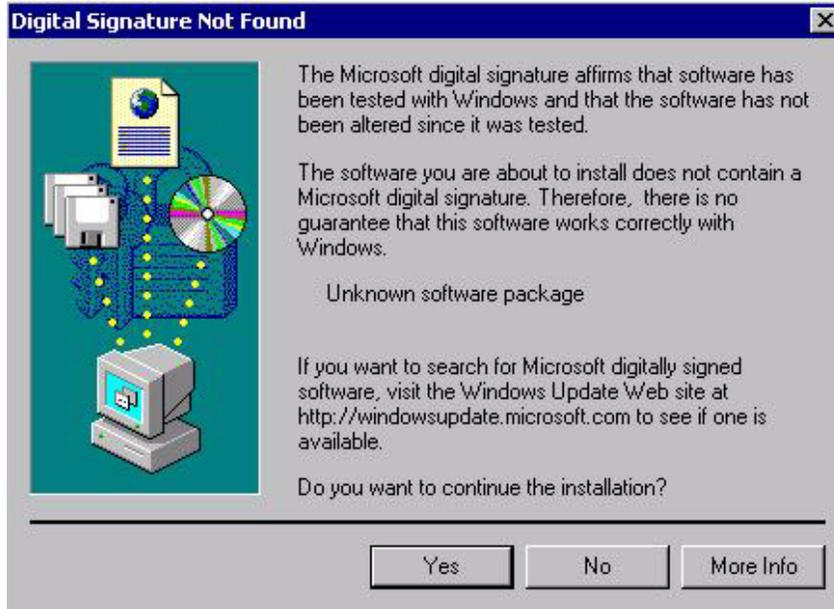 Digital Signature Not Found
The Microsoft digital signature affirms that software has
been tested with Windows and that the software has not
been altered since it was tested.
The software you are about to install does not contain a
Microsoft digital signature. Therefore, there is no
guarantee that this software works correctly with
Windows.
Unknown software package
If you want to search for Microsoft digitally signed
software, visit the Windows Update Web site at
http://windowsupdate.microsoft.com to see if one is
available.
Do you want to continue the installation?
Yes No More Info